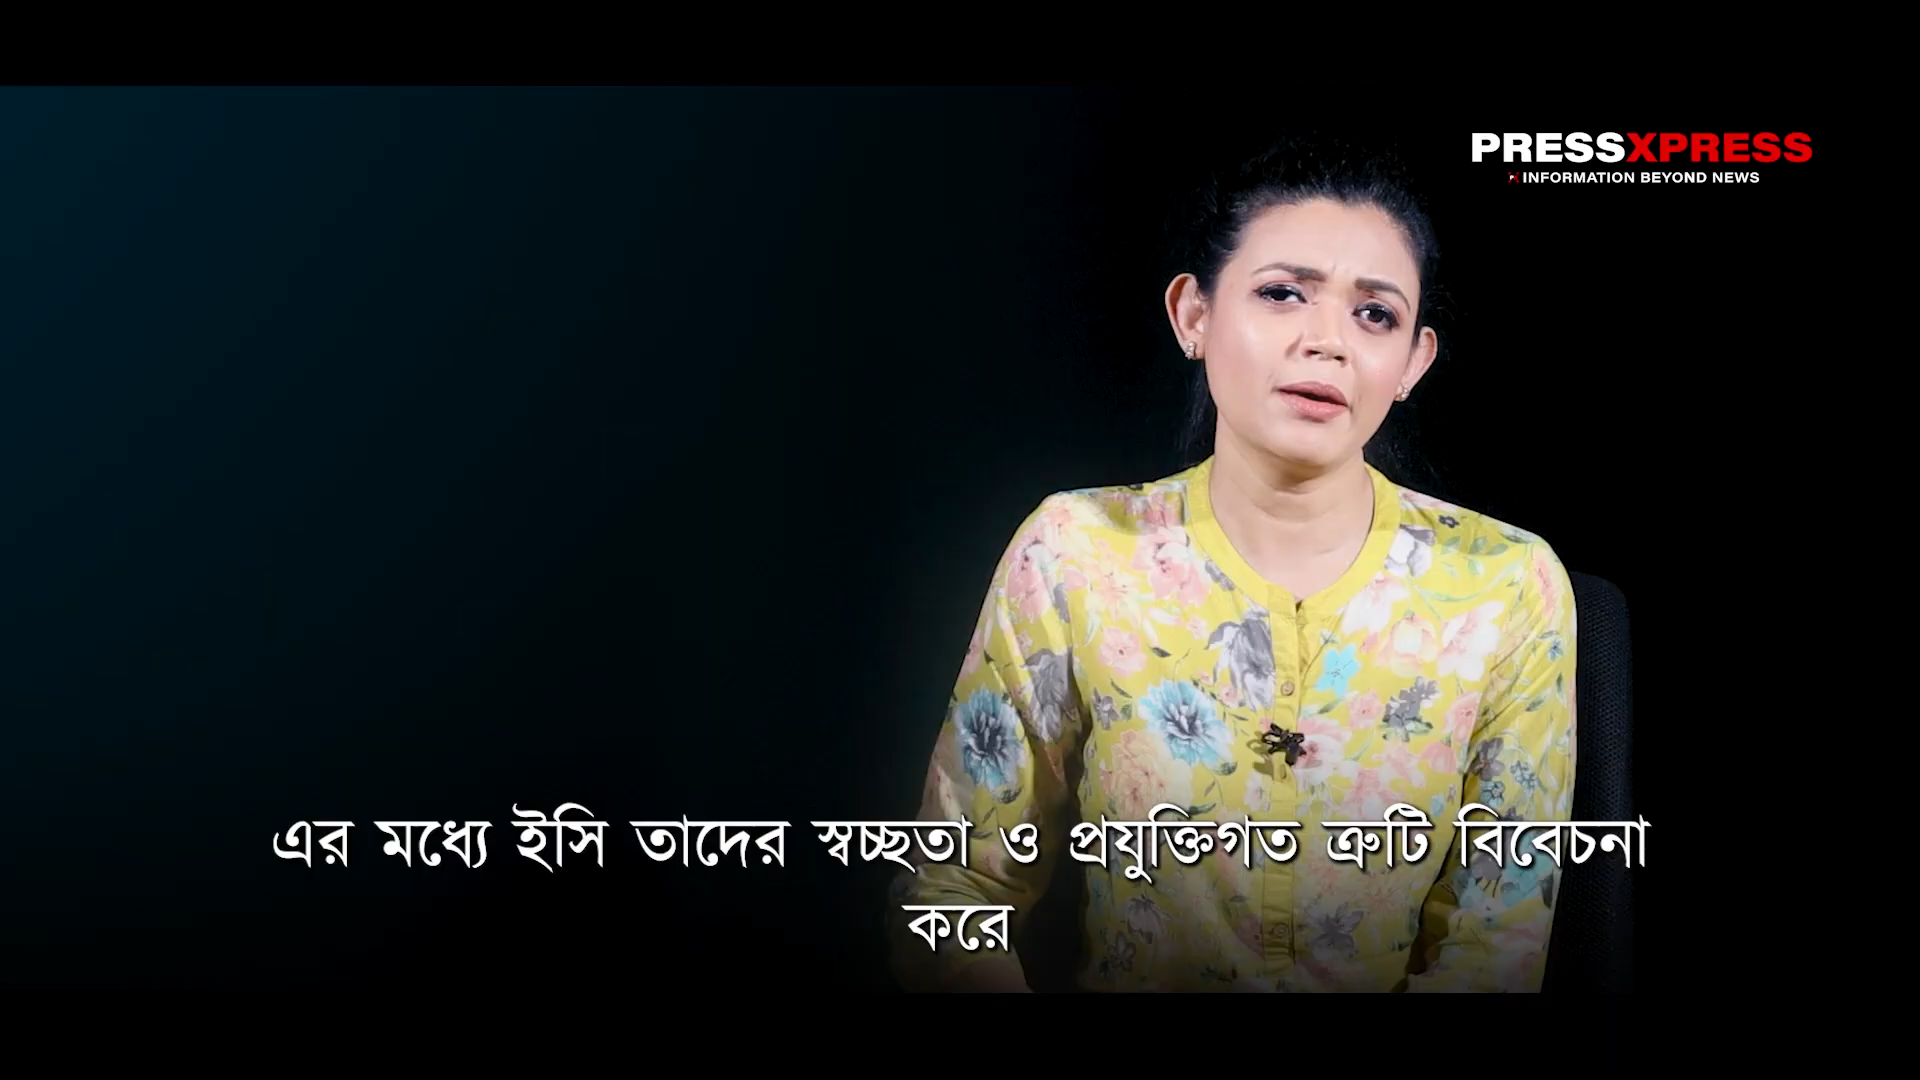 PRESSXPRESS
INFORMATION BEYOND NEWS
এর মধ্যে ইসি তাদের স্বচ্ছতা ও প্রযুক্তিগত ত্রুটি বিবেচনা
করে